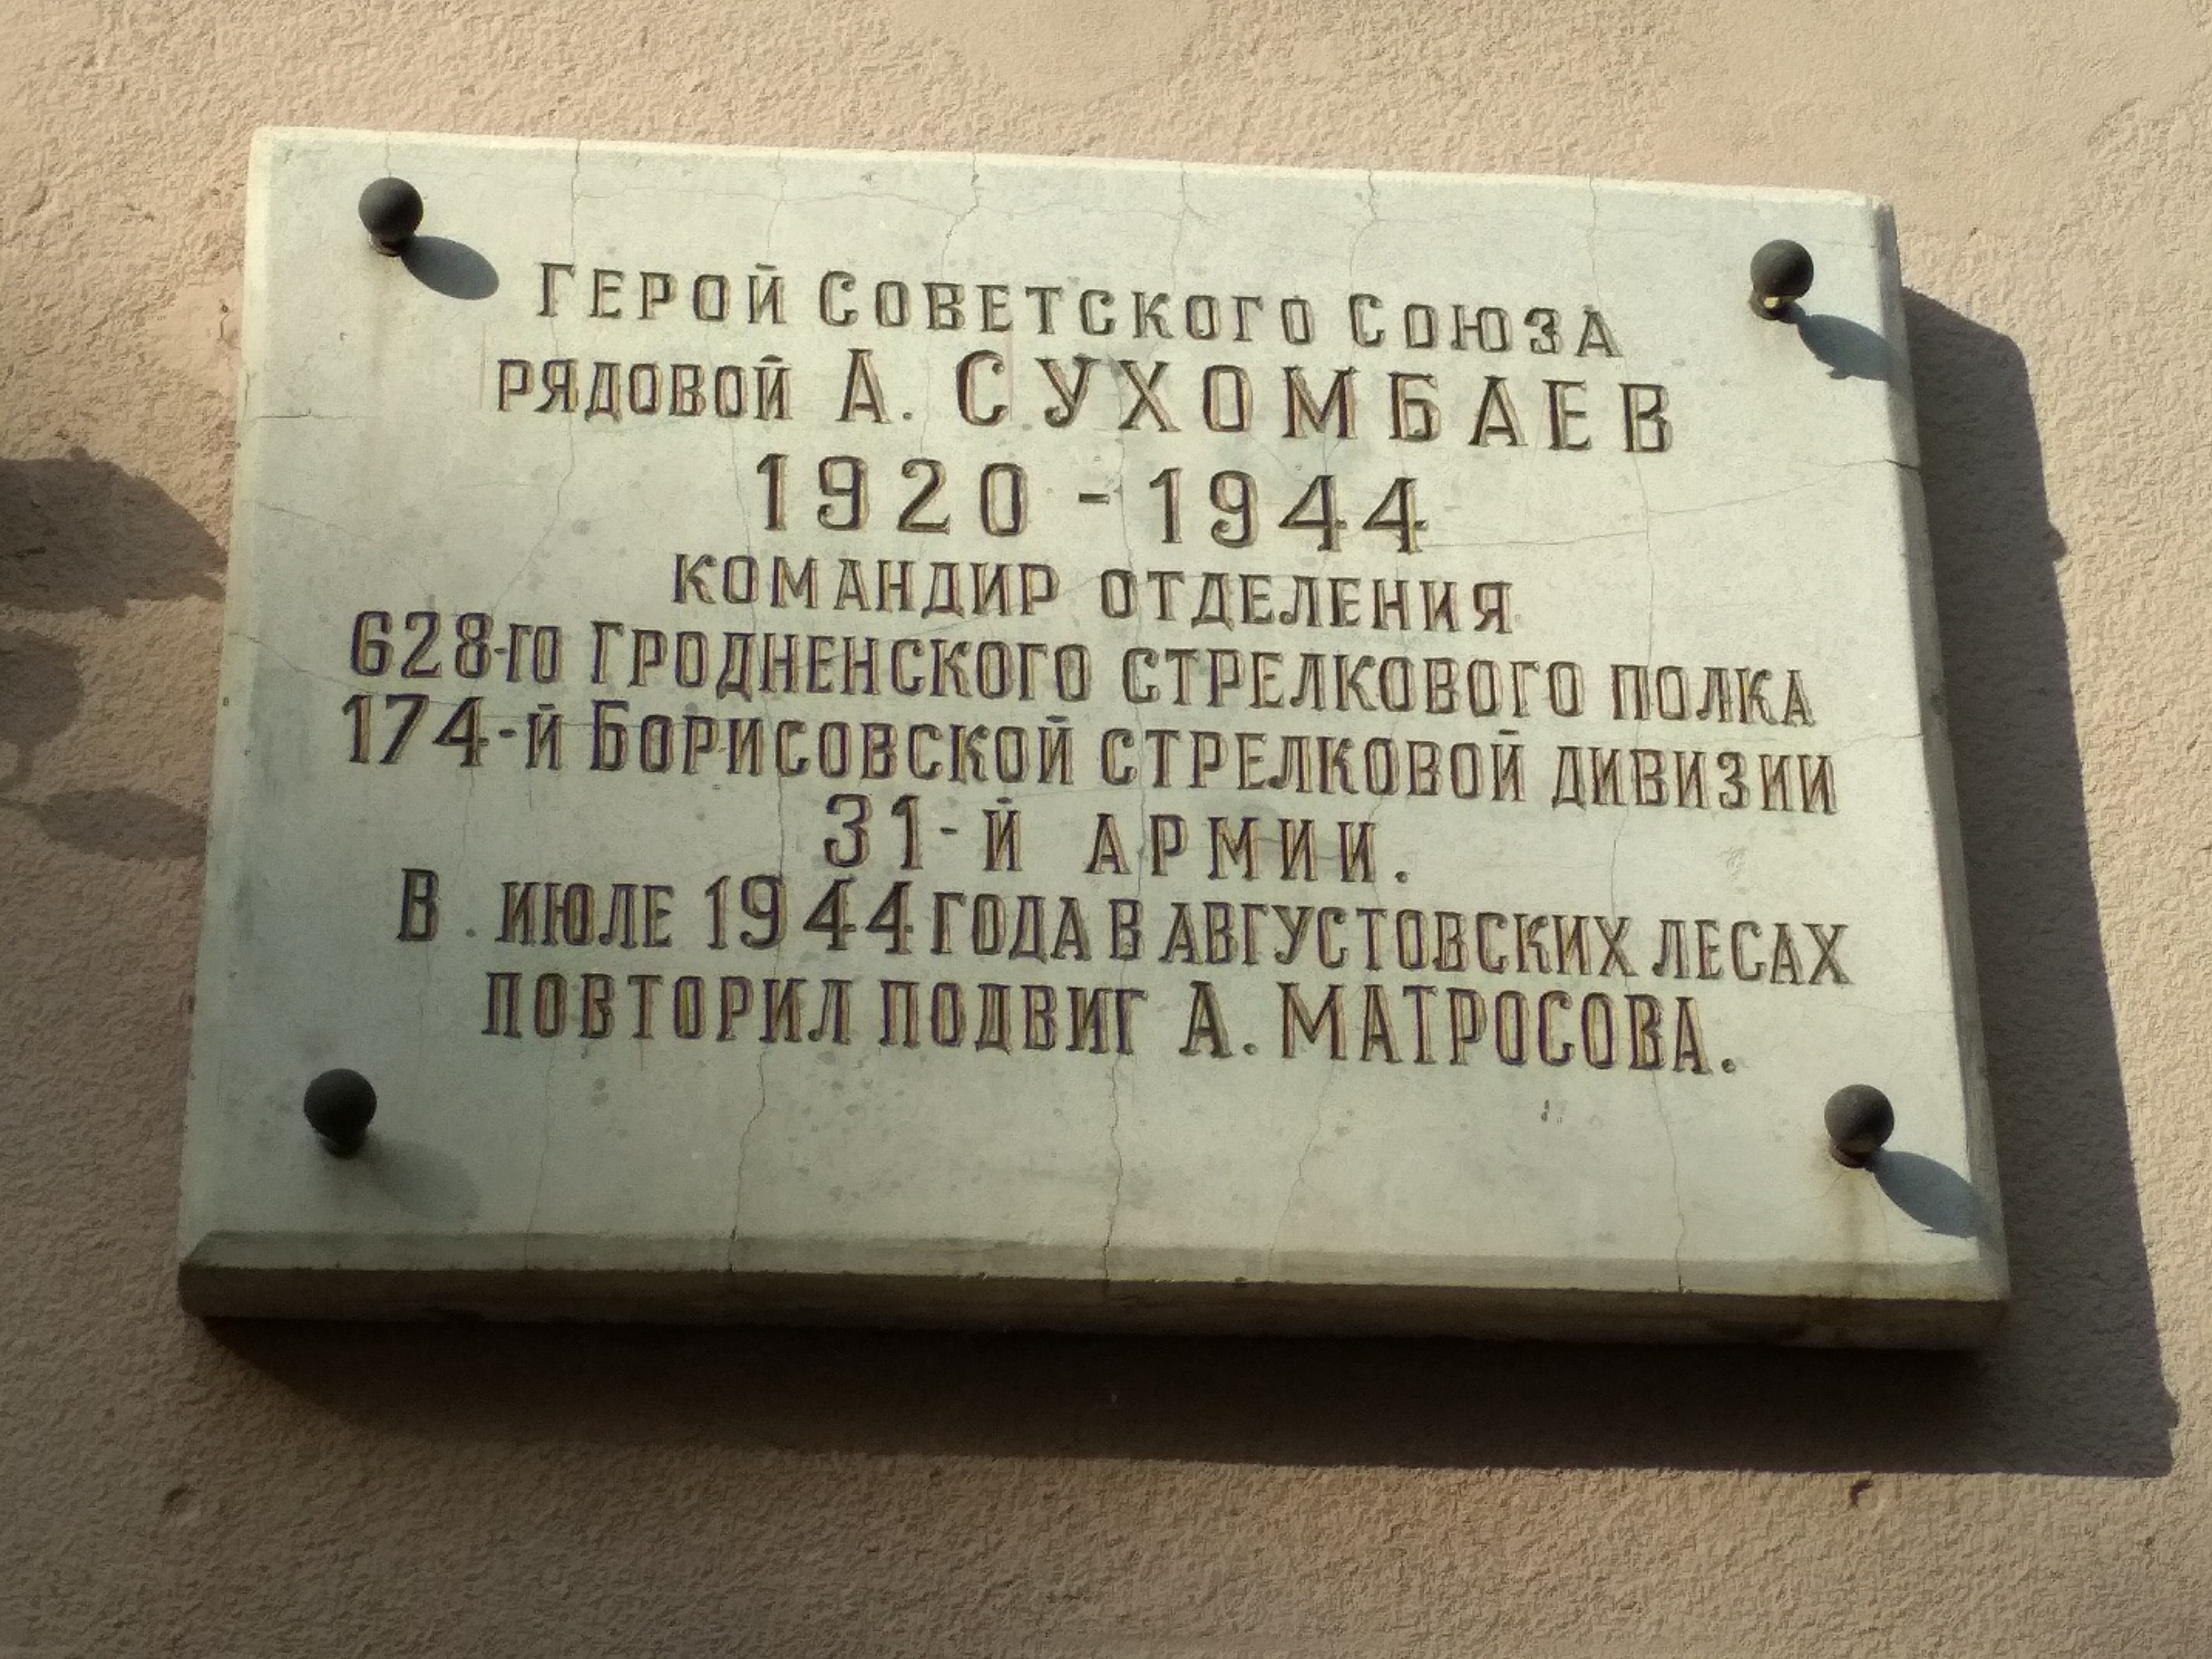 ГЕРОЙ СОВЕТСКОГО СОЮЗА
РЯДОВОЙ А. СУХОМБАЕВ
1920 - 1944
КОМАНДИР ОТДЕЛЕНИЯ
628-ГО ГРОДНЕНСКОГО СТРЕЛКОВОГО ПОЛКА
174-Й БОРИСОВСКОЙ СТРЕЛКОВОЙ ДИВИЗИИ
31-Й АРМИИ.
В ИЮЛЕ 1944 ГОДА В АВГУСТОВСКИХ ЛЕСАХ
ПОВТОРИЛ ПОДВИГ А. МАТРОСОВА.